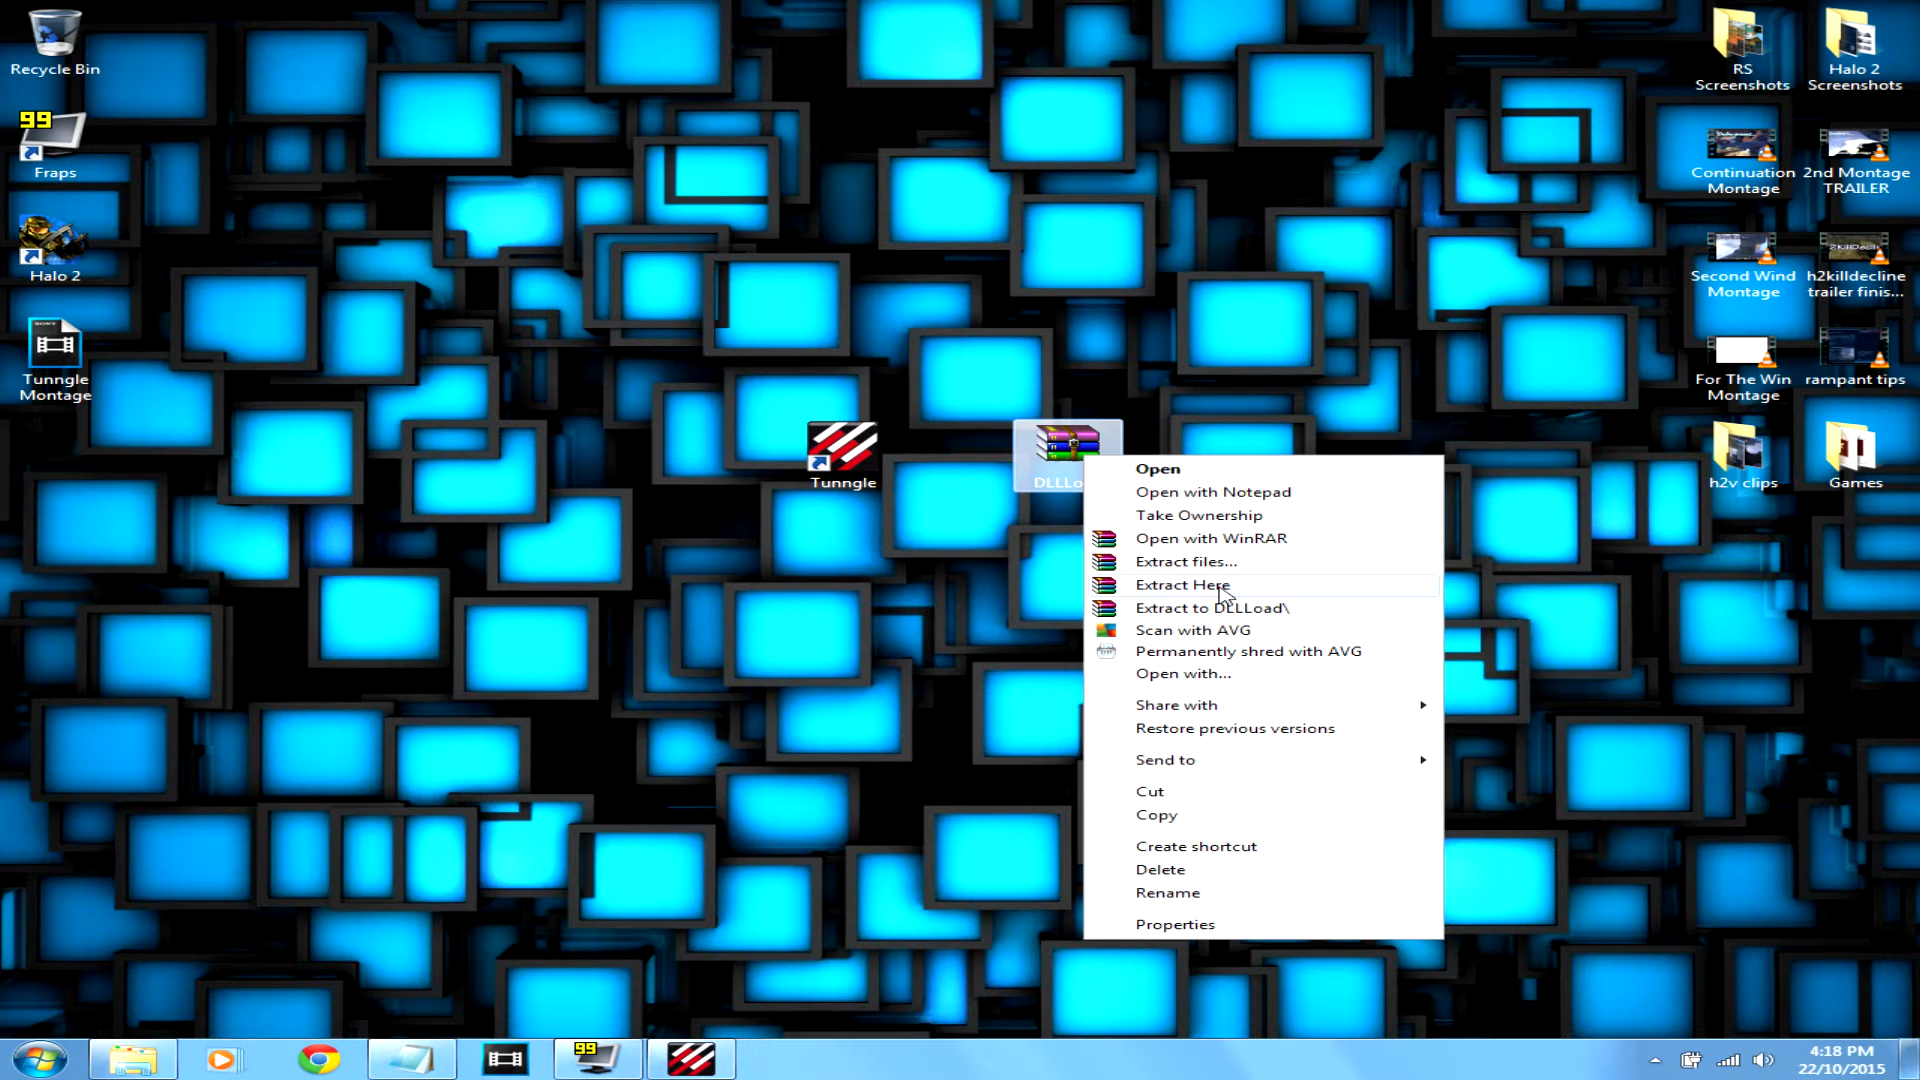 Recycle Bin
99
Fraps
Halo 2
SONY
Tunngle
Montage
Tunngle
DLLLo
Open
Open with Notepad
Take Ownership
Open with WinRAR
Extract files...
Extract Here
Extract to DLLLoad\
Scan with AVG
Permanently shred with AVG
Open with...
Share with
Restore previous versions
Send to
Cut
Copy
Create shortcut
Delete
Rename
Properties
RS
Screenshots
Halo 2
Screenshots
Continuation
Montage
2nd Montage
TRAILER
Second Wind
Montage
h2killdecline
trailer finis...
For The Win
Montage
rampant tips
h2v clips
Games
99
4:18 PM
22/10/2015